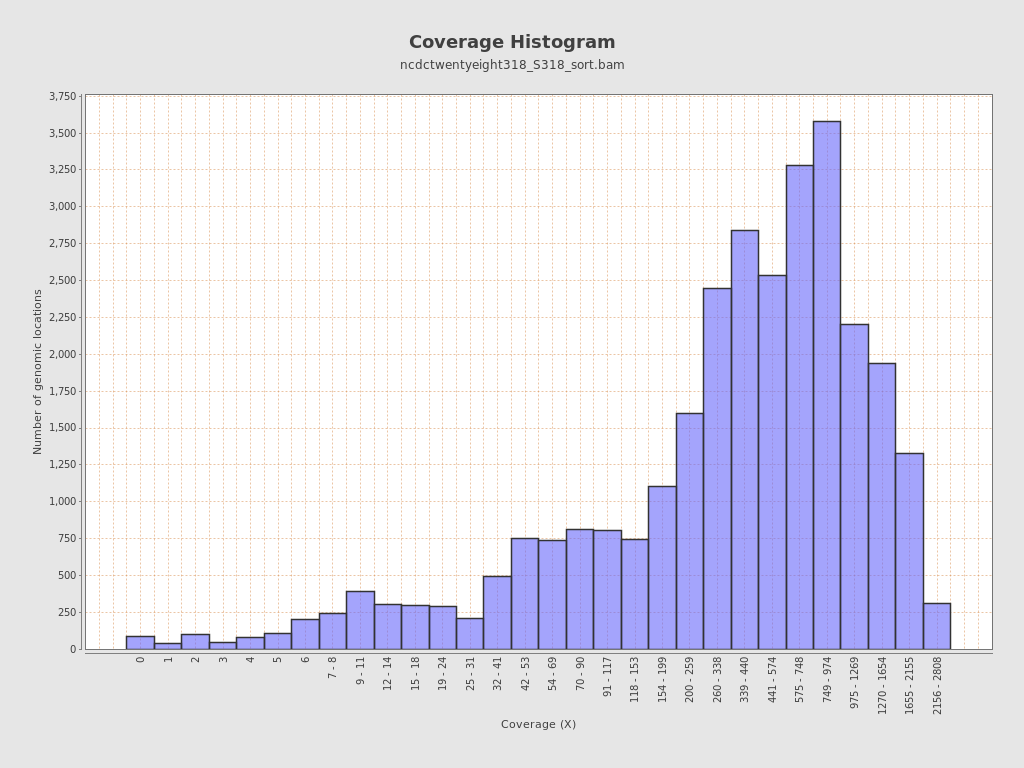 Coverage Histogram
ncdctwentyeight318_S318_sort.bam
Number of genomic locations
3,750
3,500
3,250
3,000
2,750
2,500
2,250
2,000
1,750
1,500
1,250
1,000
750
500
250
0
0
1
2
3
4
5
6
7 - 8
9 - 11
12 - 14
15 - 18
19 - 24
25 - 31
32 - 41
42 - 53
54 - 69
70 - 90
91 - 117
118 - 153
154 - 199
200 - 259
260 - 338
339 - 440
441 - 574
575 - 748
749 - 974
975 - 1269
1270 - 1654
1655 - 2155
2156 - 2808
Coverage (X)